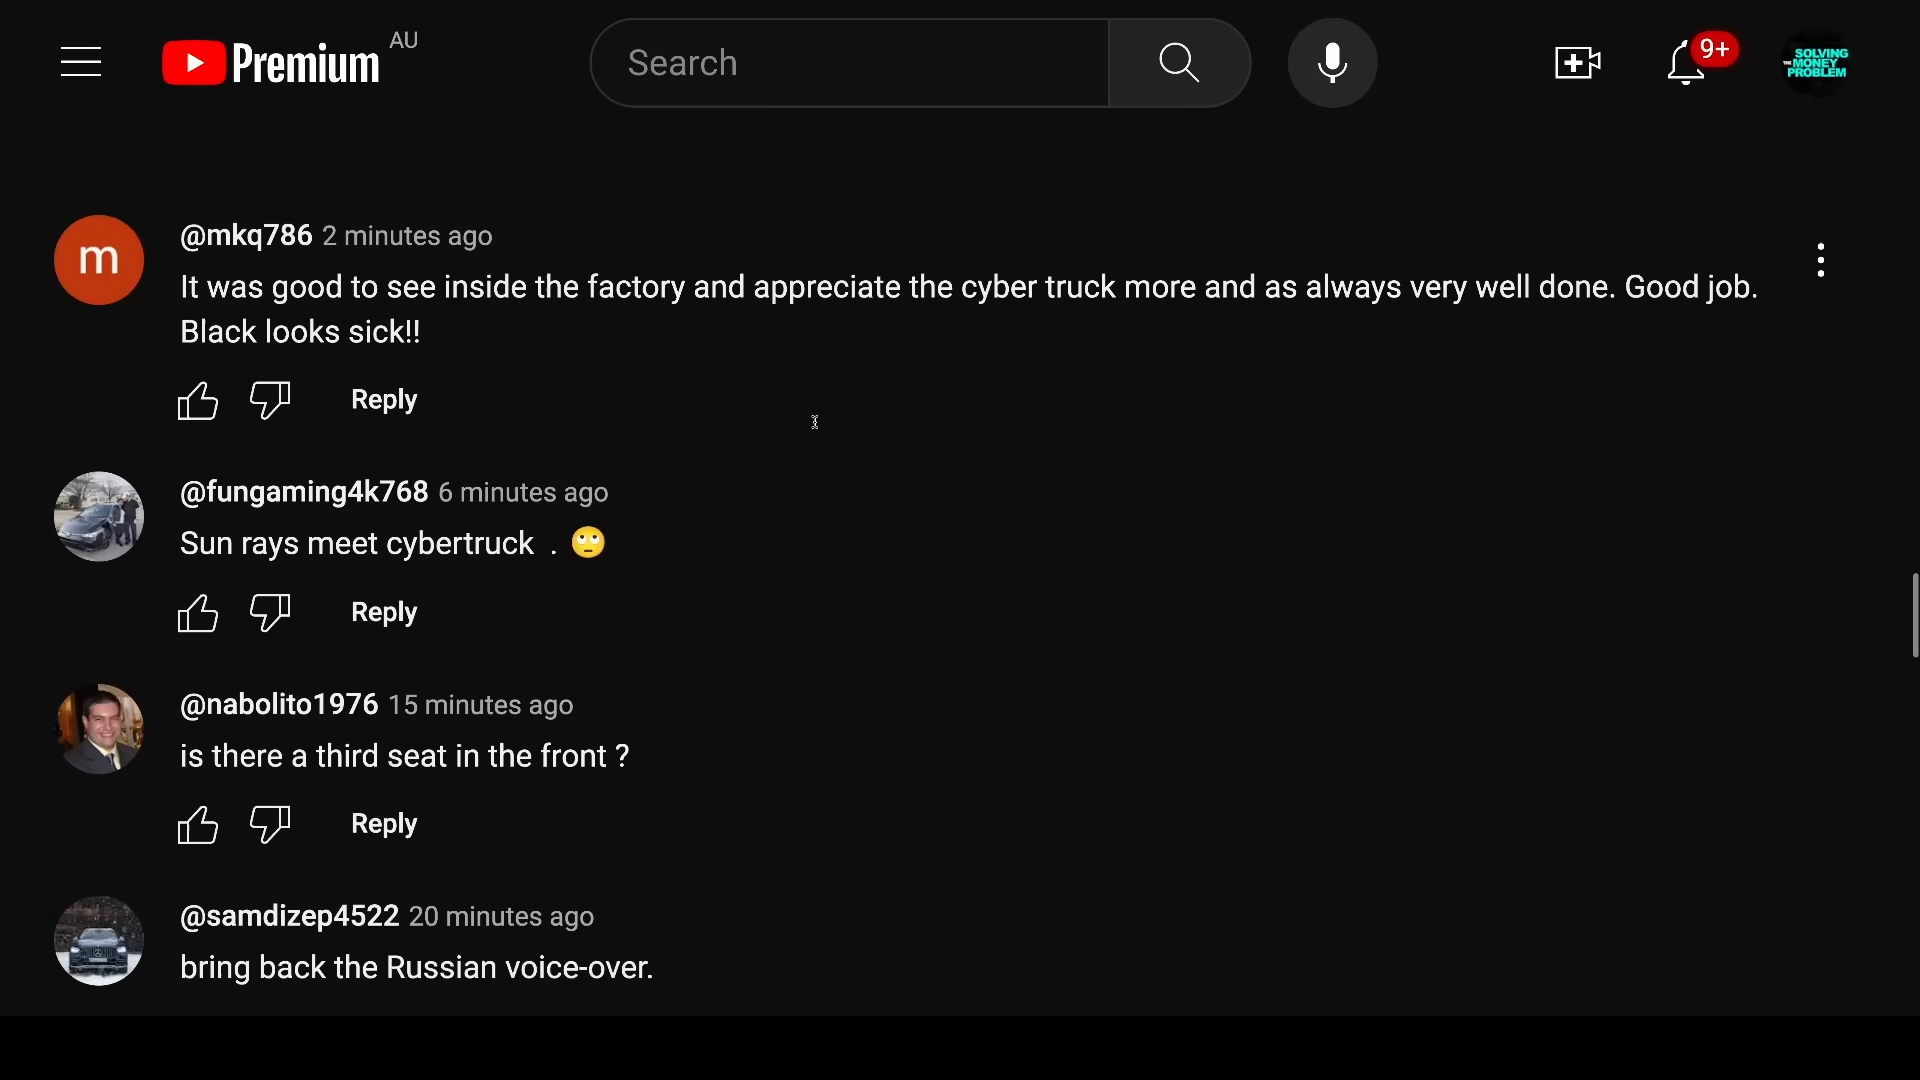 Premium AU
Search
9+
SOLVING
THE MONEY
PROBLEM
m
@mkq786 2 minutes ago
It was good to see inside the factory and appreciate the cyber truck more and as always very well done. Good job.
Black looks sick!!
Reply
@fungaming4k768 6 minutes ago
Sun rays meet cybertruck . 🙄
Reply
@nabolito1976 15 minutes ago
is there a third seat in the front ?
Reply
@samdizep4522 20 minutes ago
bring back the Russian voice-over.